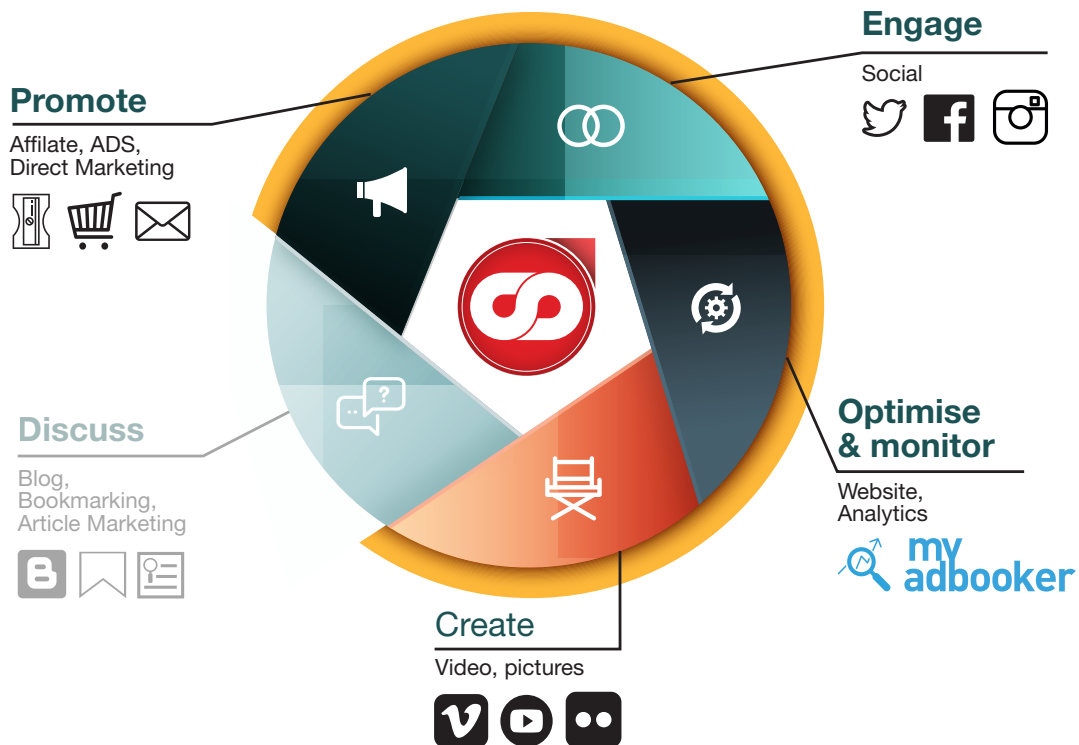 Engage
Social
Promote
Affilate, ADS,
Direct Marketing
?
Discuss
Blog,
Bookmarking,
Article Marketing
Optimise
& monitor
Website,
Analytics
my
adbooker
Create
Video, pictures